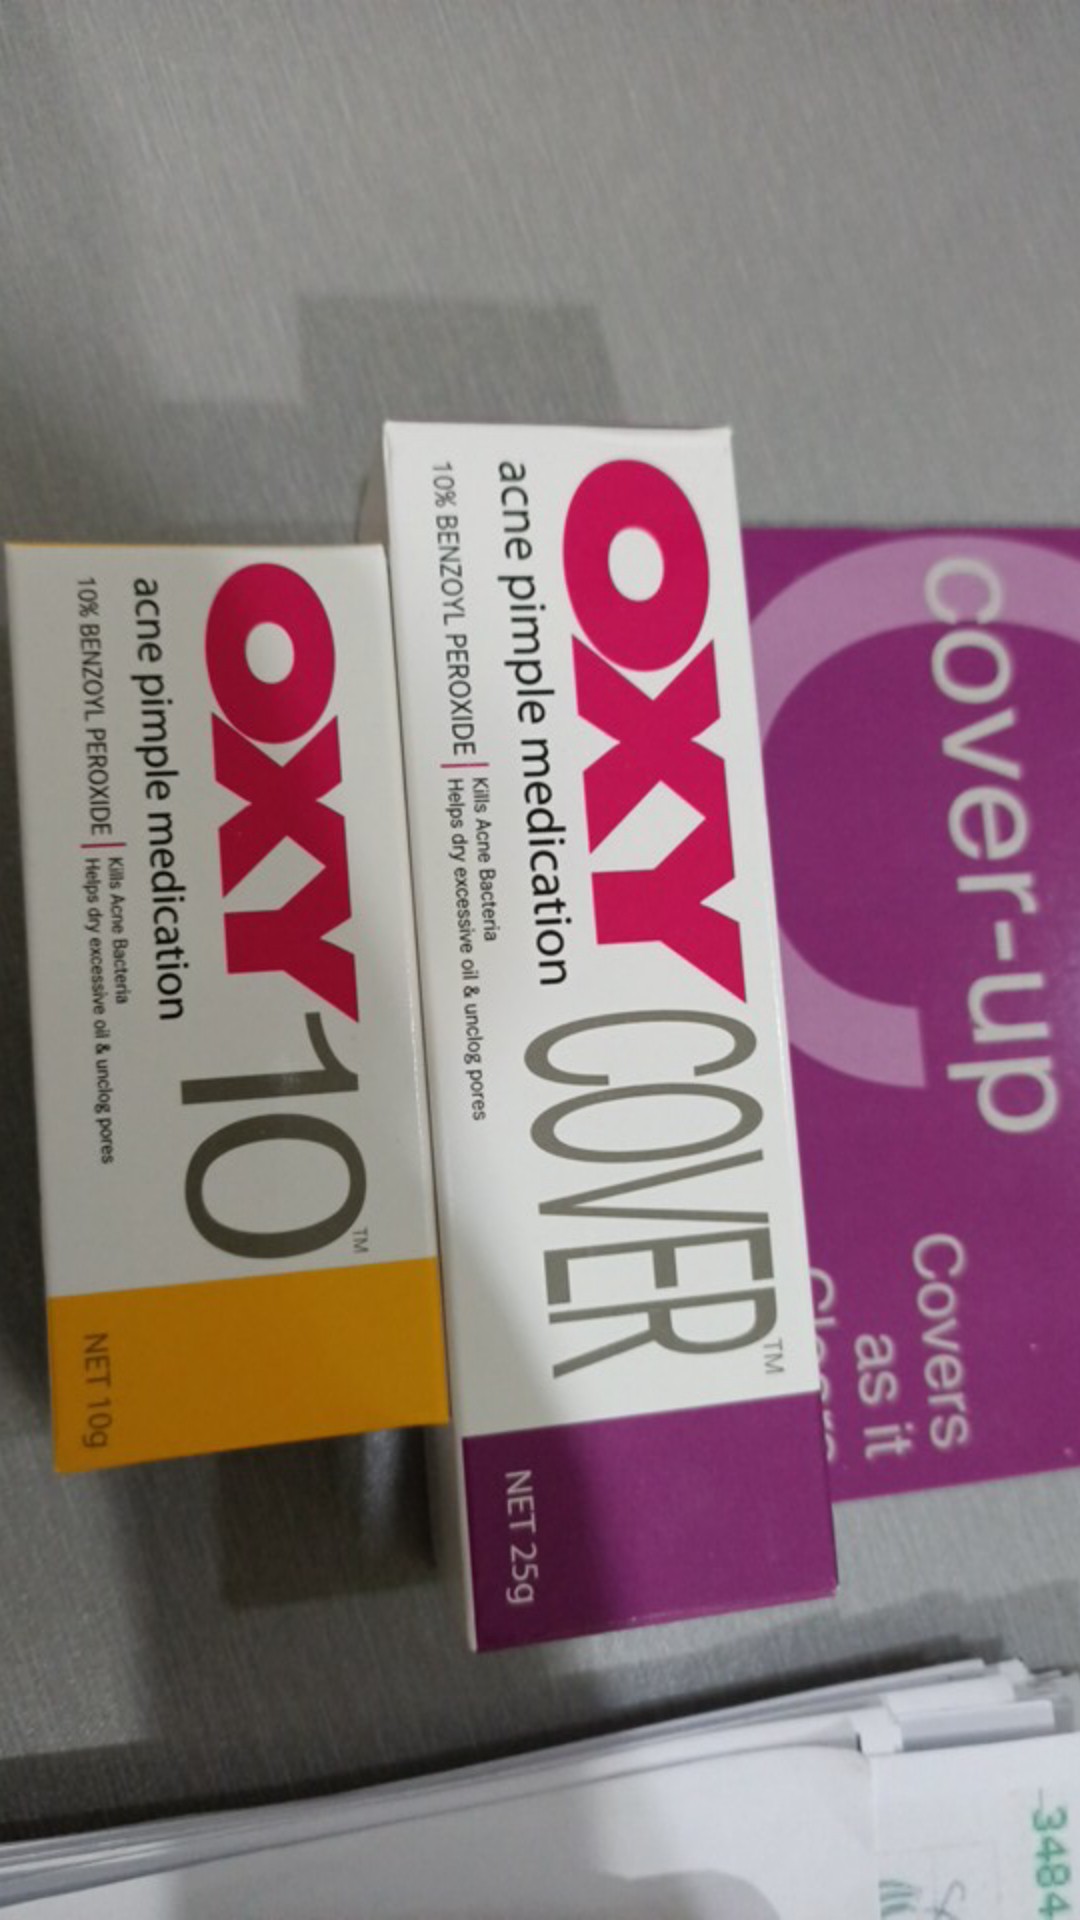 cover-up
Covers
as it
OXY COVER™
acne pimple medication
10% BENZOYL PEROXIDE
Kills Acne Bacteria
Helps dry excessive oil & unclog pores
NET 25g
OXY 10™
acne pimple medication
10% BENZOYL PEROXIDE
Kills Acne Bacteria
Helps dry excessive oil & unclog pores
NET 10g
3484